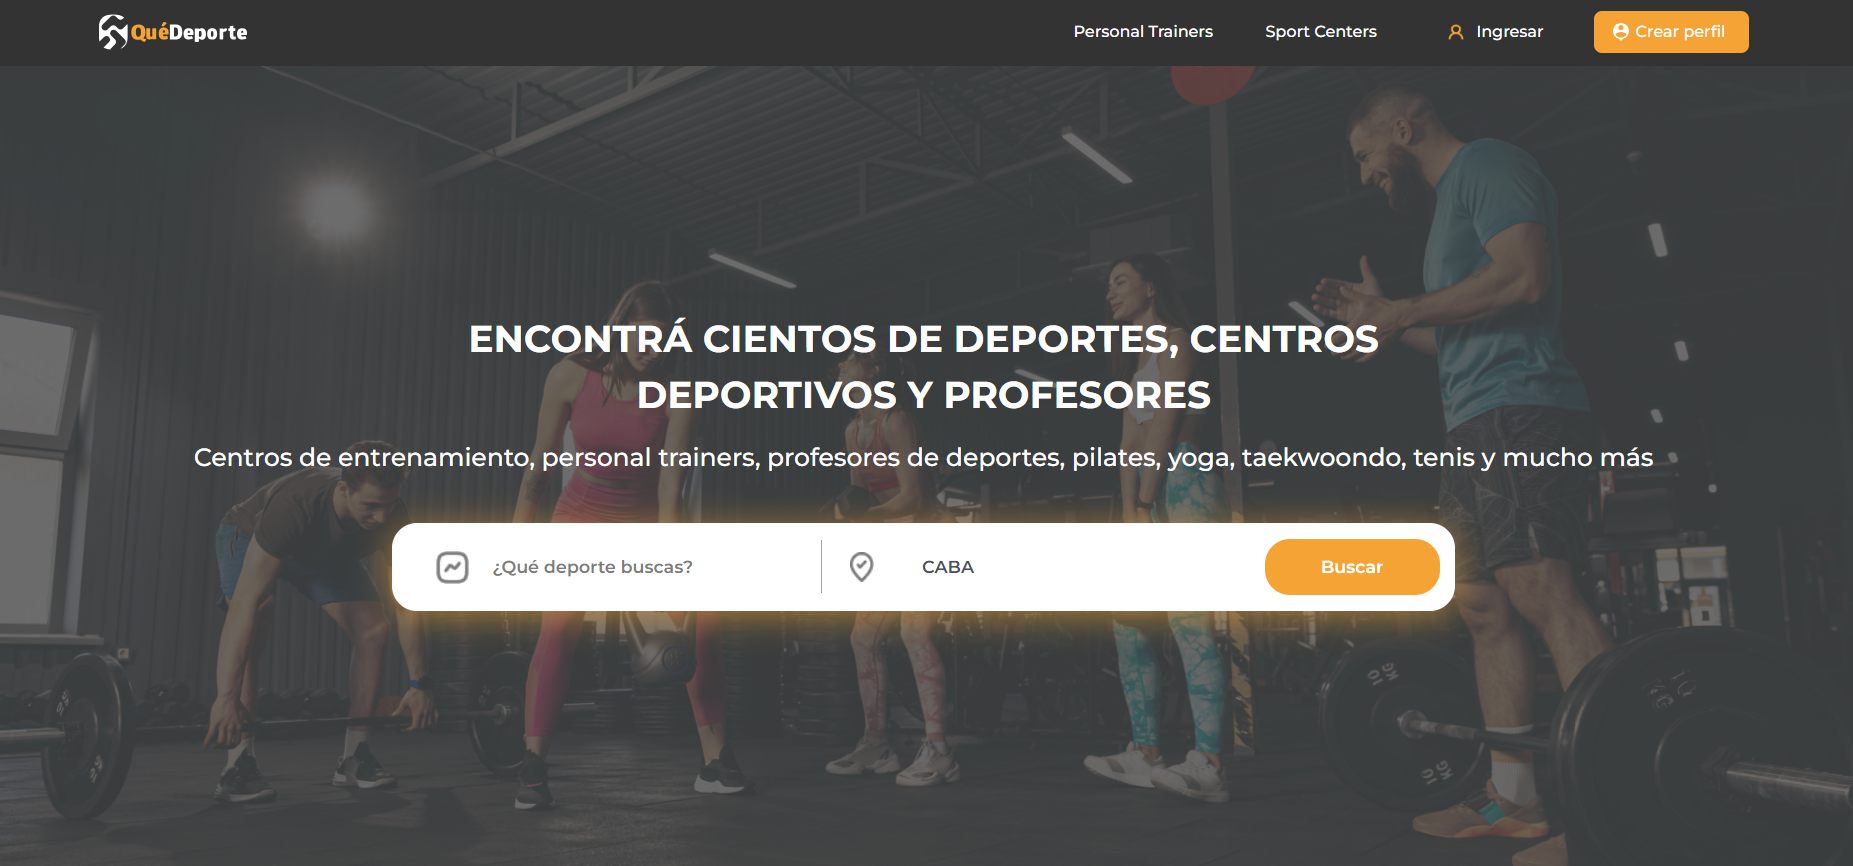 QuéDeporte
Personal Trainers
Sport Centers
Ingresar
Crear perfil
ENCONTRÁ CIENTOS DE DEPORTES, CENTROS
DEPORTIVOS Y PROFESORES
Centros de entrenamiento, personal trainers, profesores de deportes, pilates, yoga, taekwoondo, tenis y mucho más
¿Qué deporte buscas?
CABA
Buscar